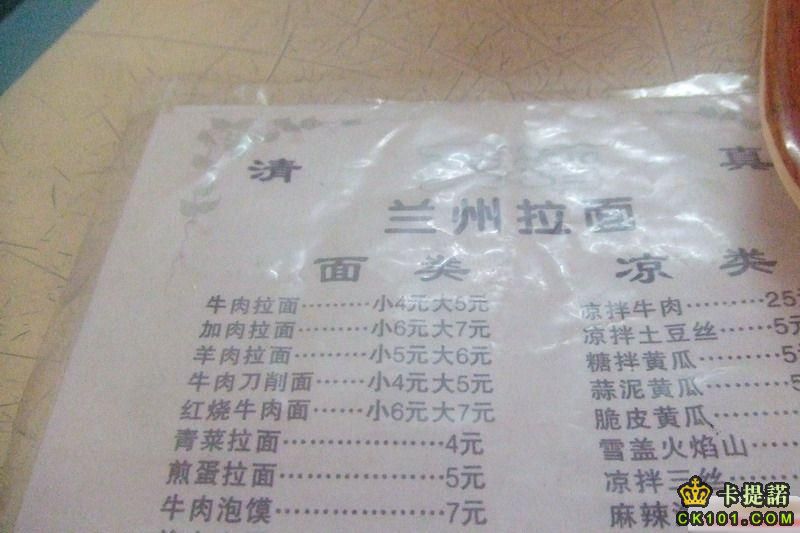 清 真
兰州拉面
面 类
牛肉拉面………小4元大5元
加肉拉面………小6元大7元
羊肉拉面………小5元大6元
牛肉刀削面……小4元大5元
红烧牛肉面……小6元大7元
青菜拉面…………………4元
煎蛋拉面…………………5元
牛肉泡馍…………………7元
凉 类
凉拌牛肉………25
凉拌土豆丝……5元
糖拌黄瓜………5
蒜泥黄瓜………5
脆皮黄瓜………
雪盖火焰山……
凉拌三丝
麻辣
卡提諾
CK101.COM